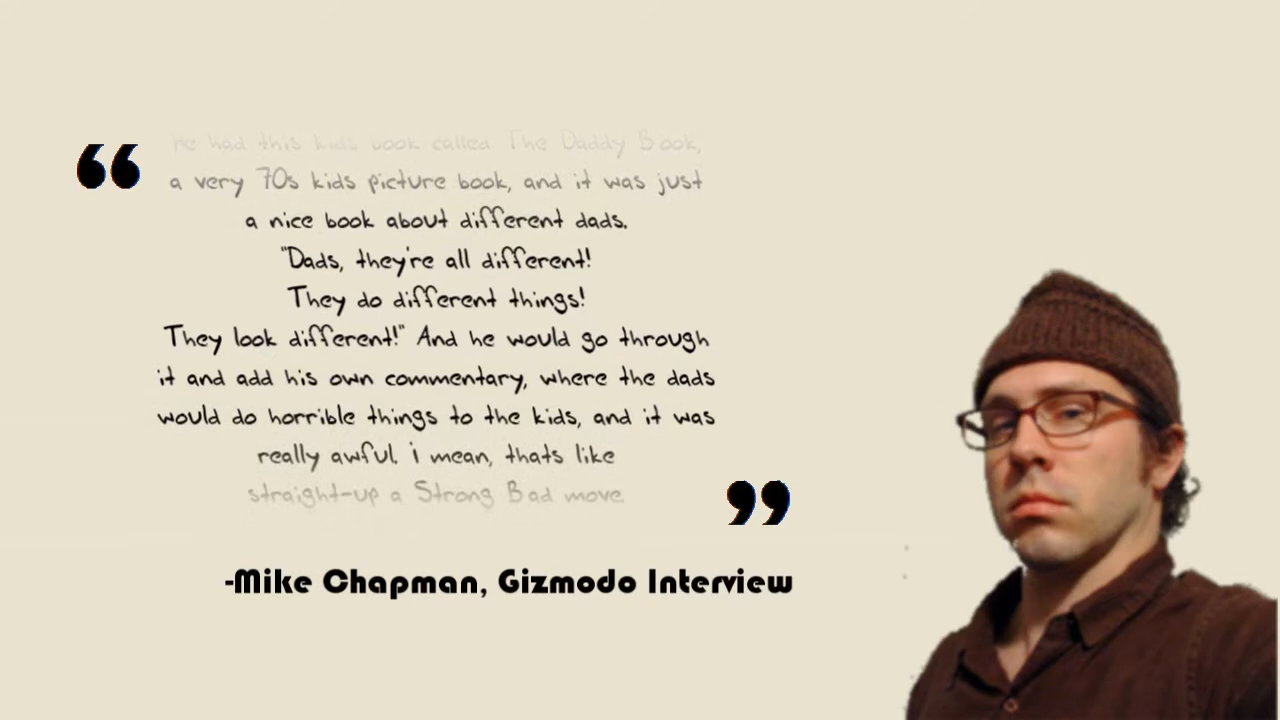 “ He had this kids book called The Daddy Book,
a very 70s kids picture book, and it was just
a nice book about different dads.
"Dads, they're all different!
They do different things!
They look different!" And he would go through
it and add his own commentary, where the dads
would do horrible things to the kids, and it was
really awful. i mean, thats like
straight-up a Strong Bad move. ”
-Mike Chapman, Gizmodo Interview